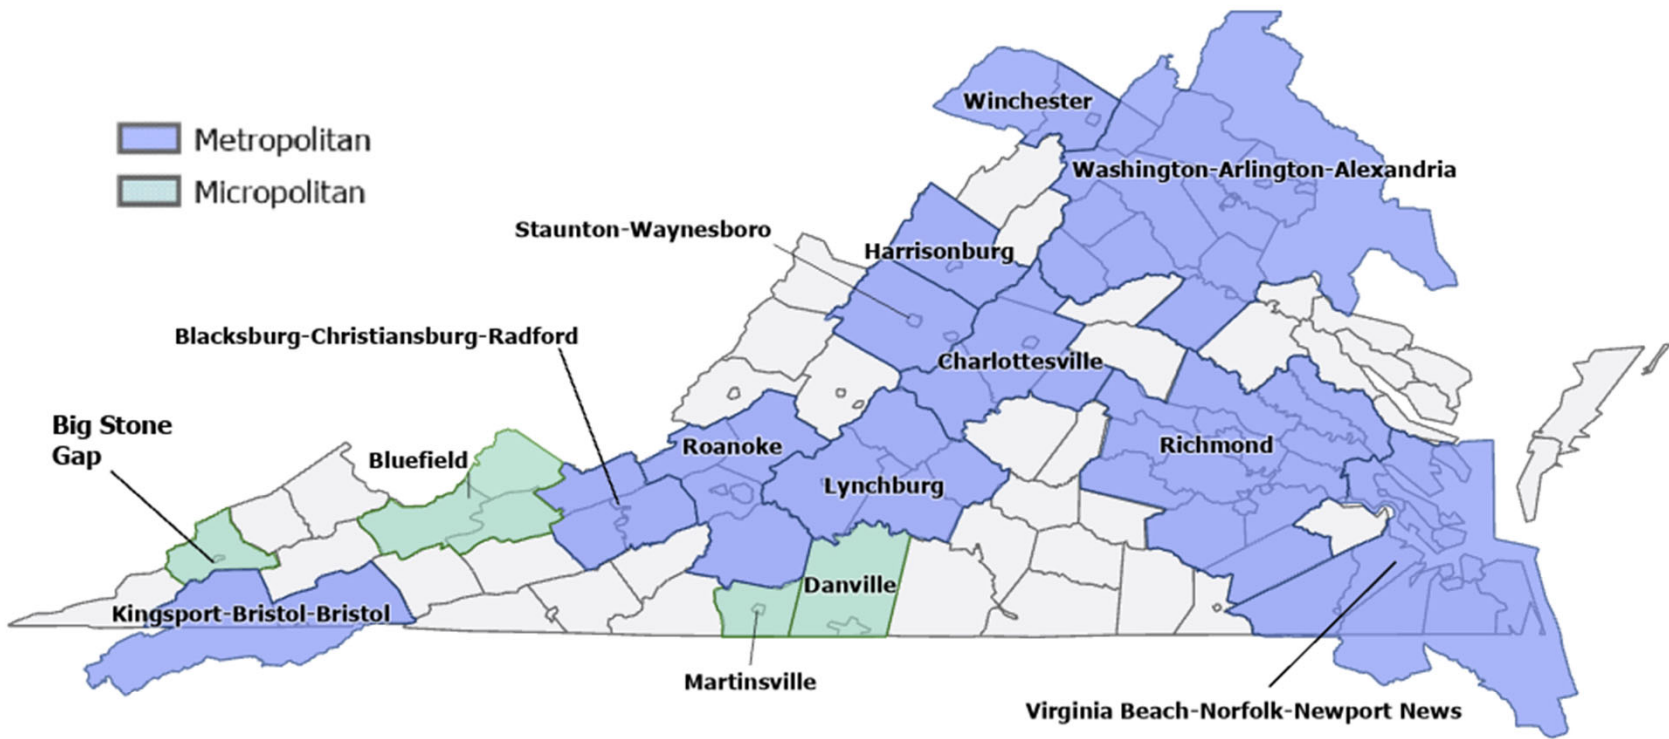 Winchester
Metropolitan
Washington-Arlington-Alexandria
Micropolitan
Staunton-Waynesboro
Harrisonburg
Blacksburg-Christiansburg-Radford
Charlottesville
Big Stone
Gap
Bluefield
Roanoke
Richmond
Lynchburg
Danville
Kingsport-Bristol-Bristol
Martinsville
Virginia Beach-Norfolk-Newport News